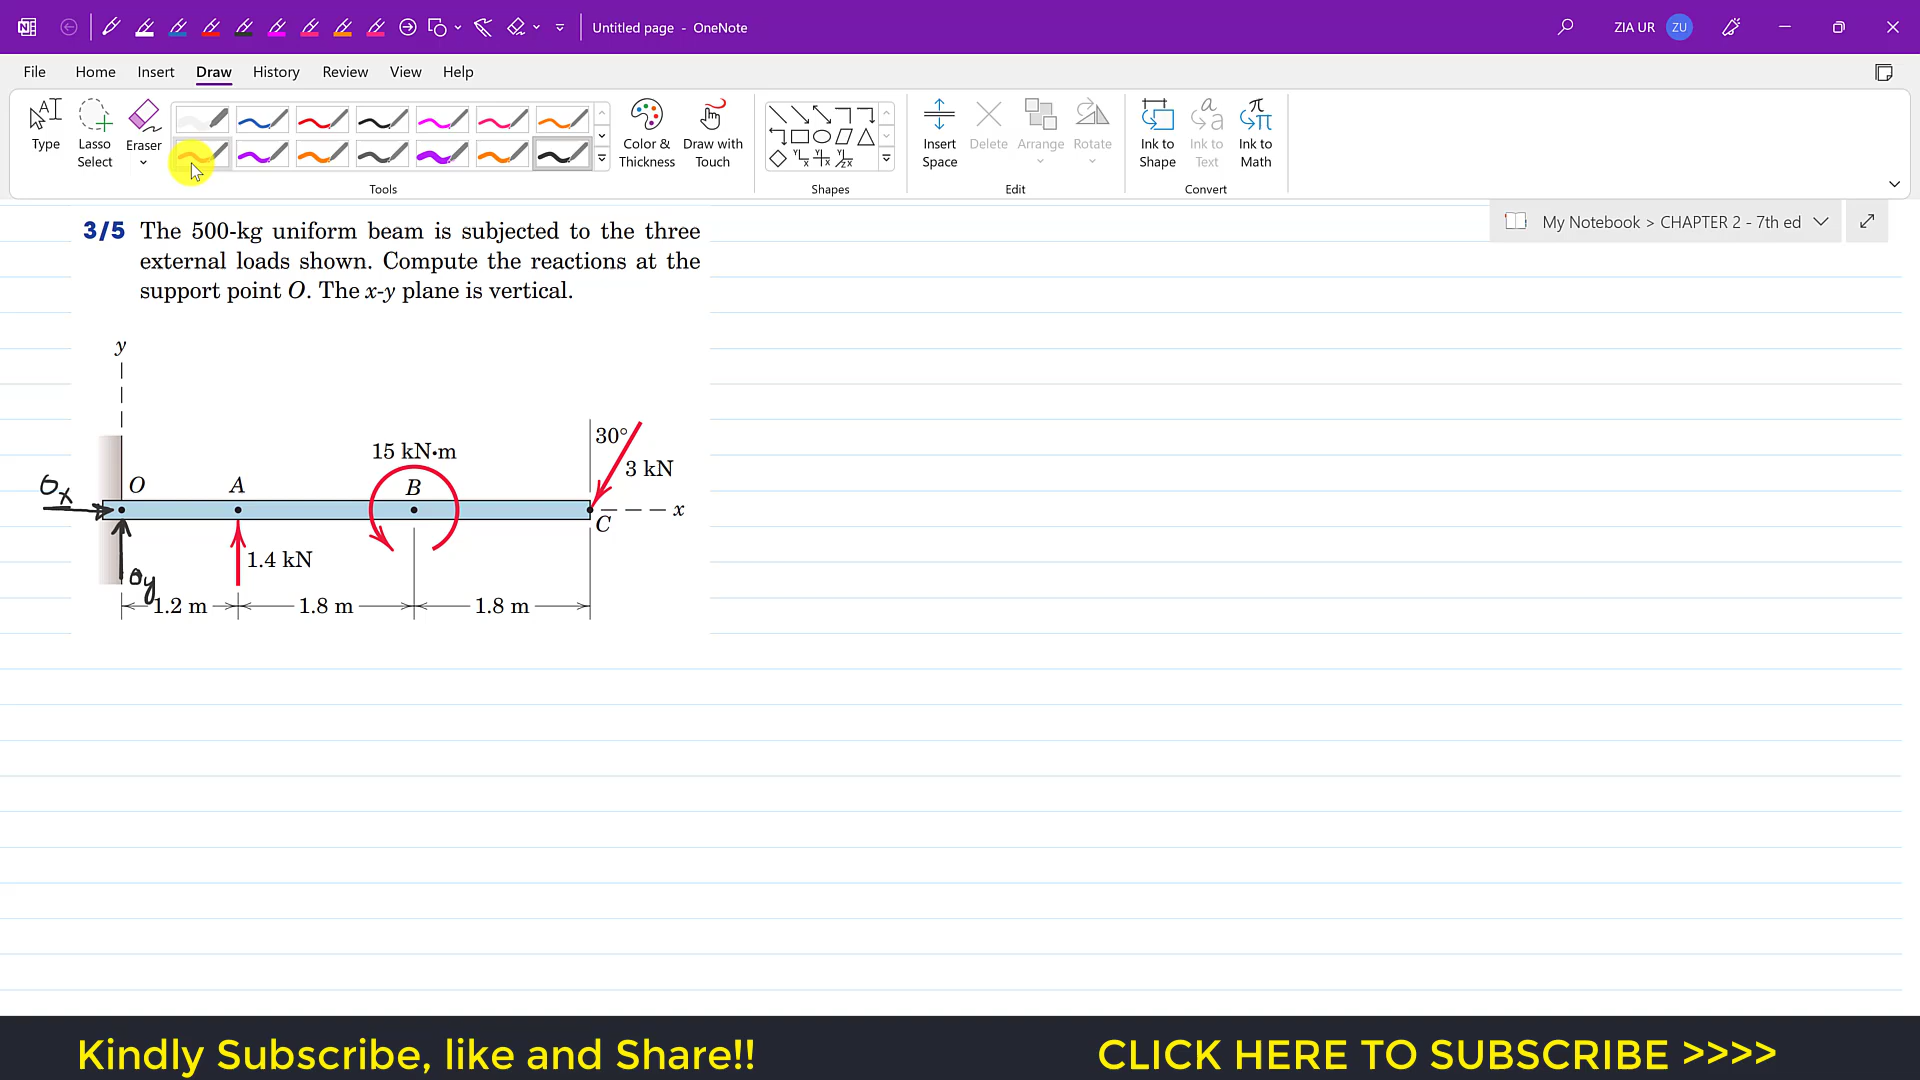 Untitled page - OneNote
ZIA UR ZU
File Home Insert Draw History Review View Help
Type
Lasso Select
Eraser
Color & Thickness
Draw with Touch
Insert Space
Delete
Arrange
Rotate
Ink to Shape
Ink to Text
Ink to Math
Tools Shapes Edit Convert
My Notebook > CHAPTER 2 - 7th ed
3/5 The 500-kg uniform beam is subjected to the three
external loads shown. Compute the reactions at the
support point O. The x-y plane is vertical.
y
30°
15 kN•m
3 kN
Ox
O A B
x
C
1.4 kN
Oy
1.2 m 1.8 m 1.8 m
Kindly Subscribe, like and Share!!
CLICK HERE TO SUBSCRIBE >>>>